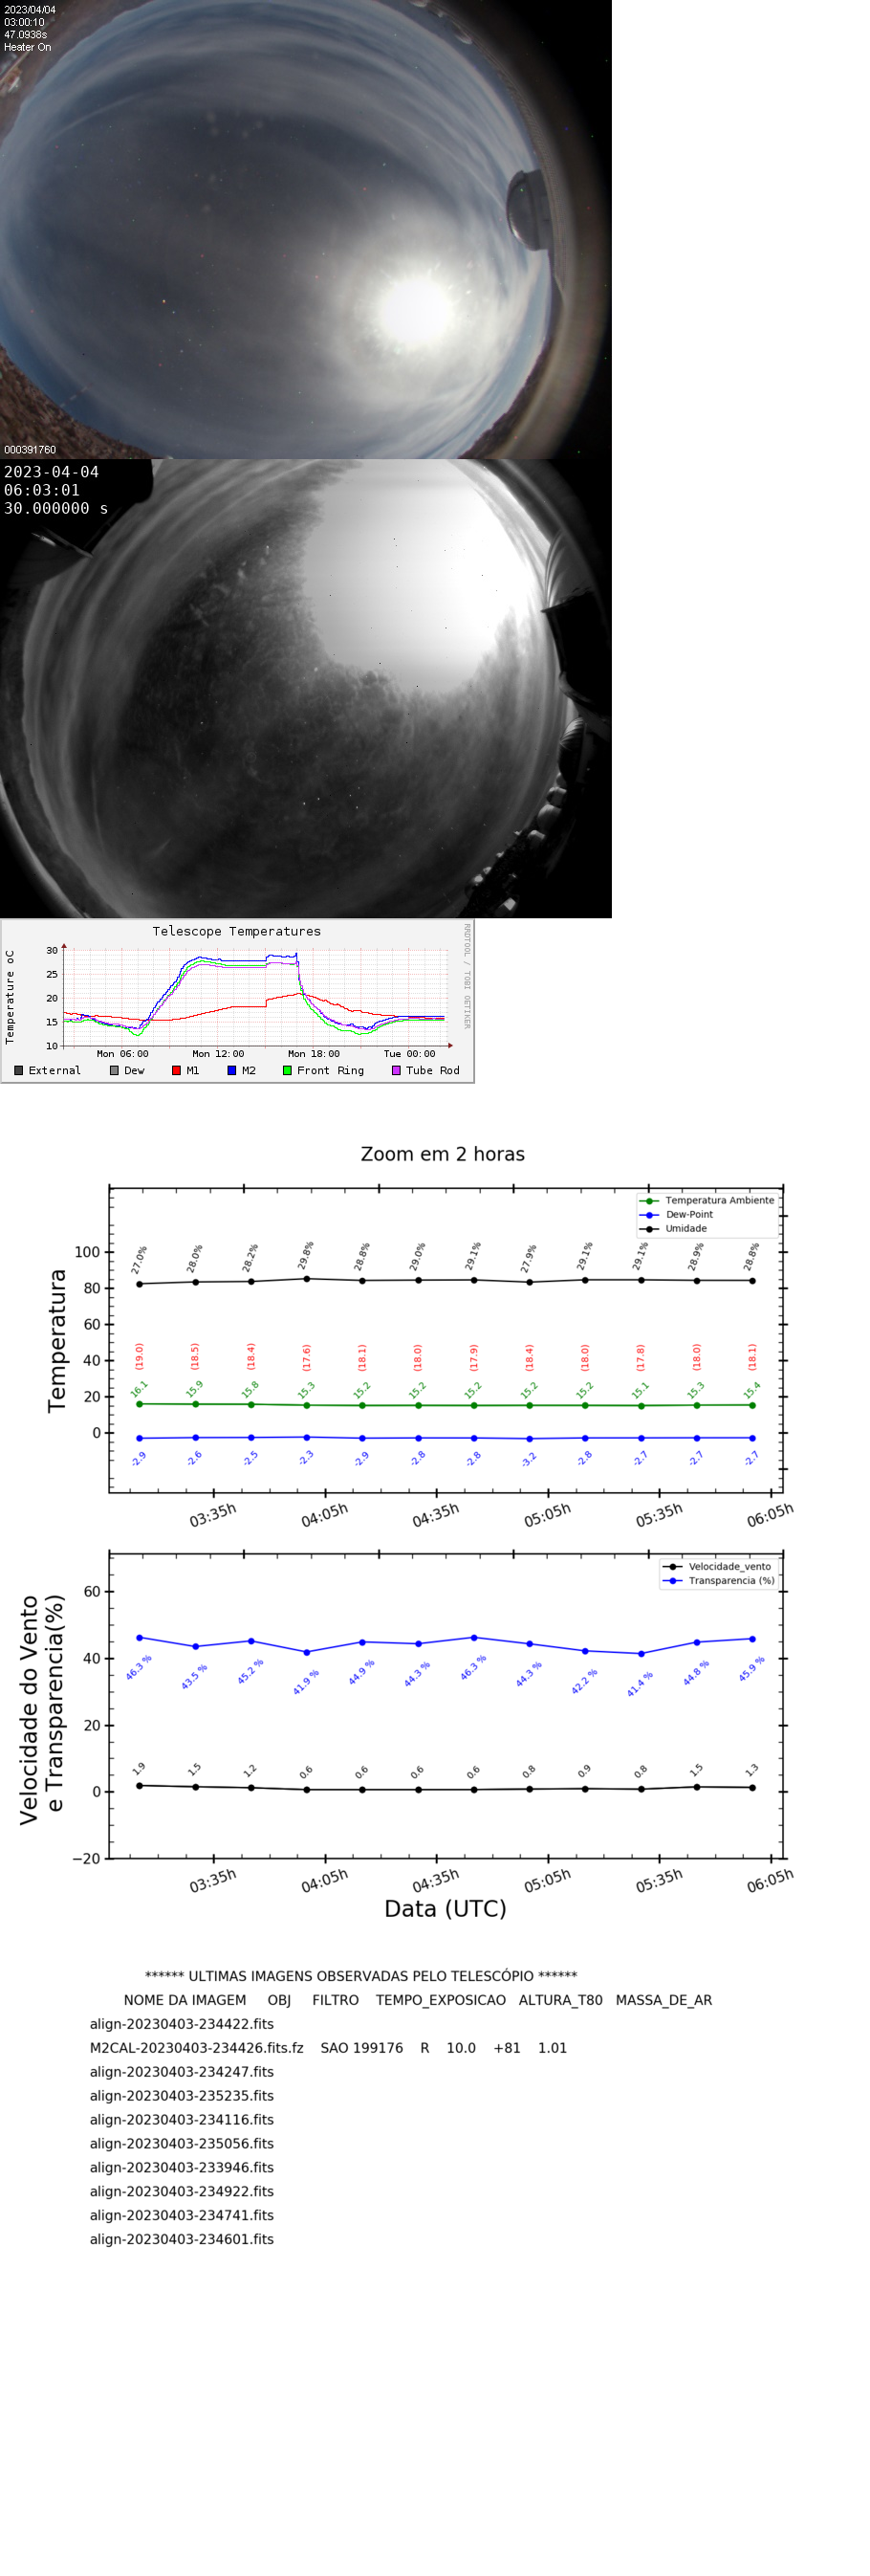 2023/04/04
03:00:10
47.0938s
Heater On
000391760
2023-04-04
06:03:01
30.000000 s
Telescope Temperatures
Temperature oC
RRDTOOL / TOBI OETIKER
30
25
20
15
10
Mon 06:00 Mon 12:00 Mon 18:00 Tue 00:00
External Dew M1 M2 Front Ring Tube Rod
Zoom em 2 horas
Temperatura Ambiente
Dew-Point
Umidade
Temperatura
100
80
60
40
20
0
27.0% 28.0% 28.2% 29.8% 28.8% 29.0% 29.1% 27.9% 29.1% 29.1% 28.9% 28.8%
(19.0) (18.5) (18.4) (17.6) (18.1) (18.0) (17.9) (18.4) (18.0) (17.8) (18.0) (18.1)
16.1 15.9 15.8 15.3 15.2 15.2 15.2 15.2 15.2 15.1 15.3 15.4
-2.9 -2.6 -2.5 -2.3 -2.9 -2.8 -2.8 -3.2 -2.8 -2.7 -2.7 -2.7
03:35h 04:05h 04:35h 05:05h 05:35h 06:05h
Velocidade_vento
Transparencia (%)
Velocidade do Vento
e Transparencia(%)
60
40
20
0
−20
46.3 % 43.5 % 45.2 % 41.9 % 44.9 % 44.3 % 46.3 % 44.3 % 42.2 % 41.4 % 44.8 % 45.9 %
1.9 1.5 1.2 0.6 0.6 0.6 0.6 0.8 0.9 0.8 1.5 1.3
03:35h 04:05h 04:35h 05:05h 05:35h 06:05h
Data (UTC)
****** ULTIMAS IMAGENS OBSERVADAS PELO TELESCÓPIO ******
NOME DA IMAGEM OBJ FILTRO TEMPO_EXPOSICAO ALTURA_T80 MASSA_DE_AR
align-20230403-234422.fits
M2CAL-20230403-234426.fits.fz SAO 199176 R 10.0 +81 1.01
align-20230403-234247.fits
align-20230403-235235.fits
align-20230403-234116.fits
align-20230403-235056.fits
align-20230403-233946.fits
align-20230403-234922.fits
align-20230403-234741.fits
align-20230403-234601.fits